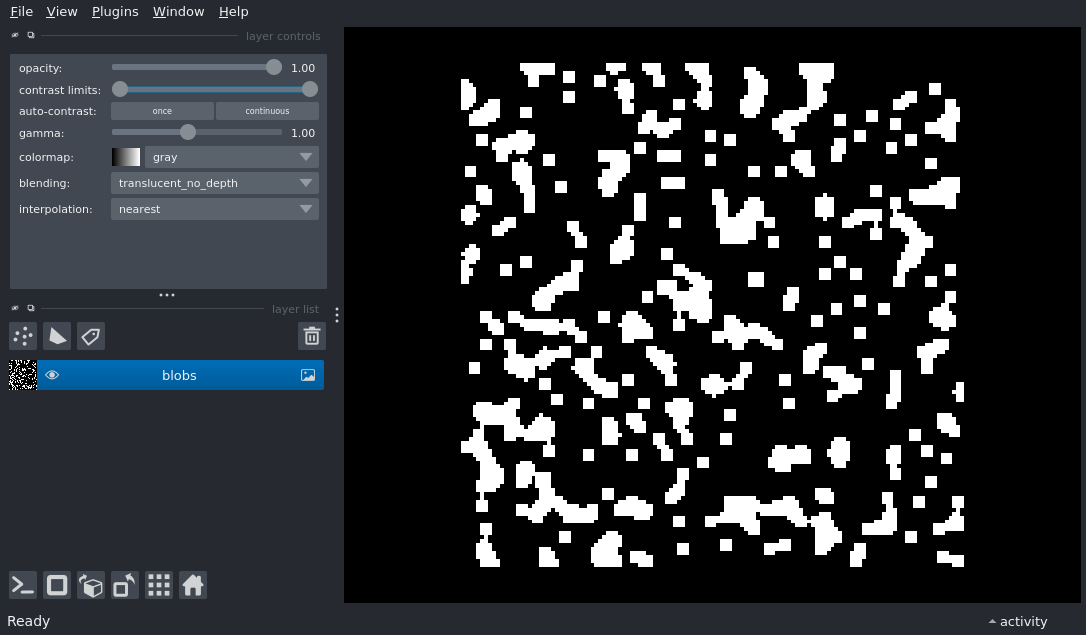 File View Plugins Window Help
layer controls
opacity: 1.00
contrast limits:
auto-contrast: once continuous
gamma: 1.00
colormap: gray
blending: translucent_no_depth
interpolation: nearest
layer list
blobs
Ready
activity